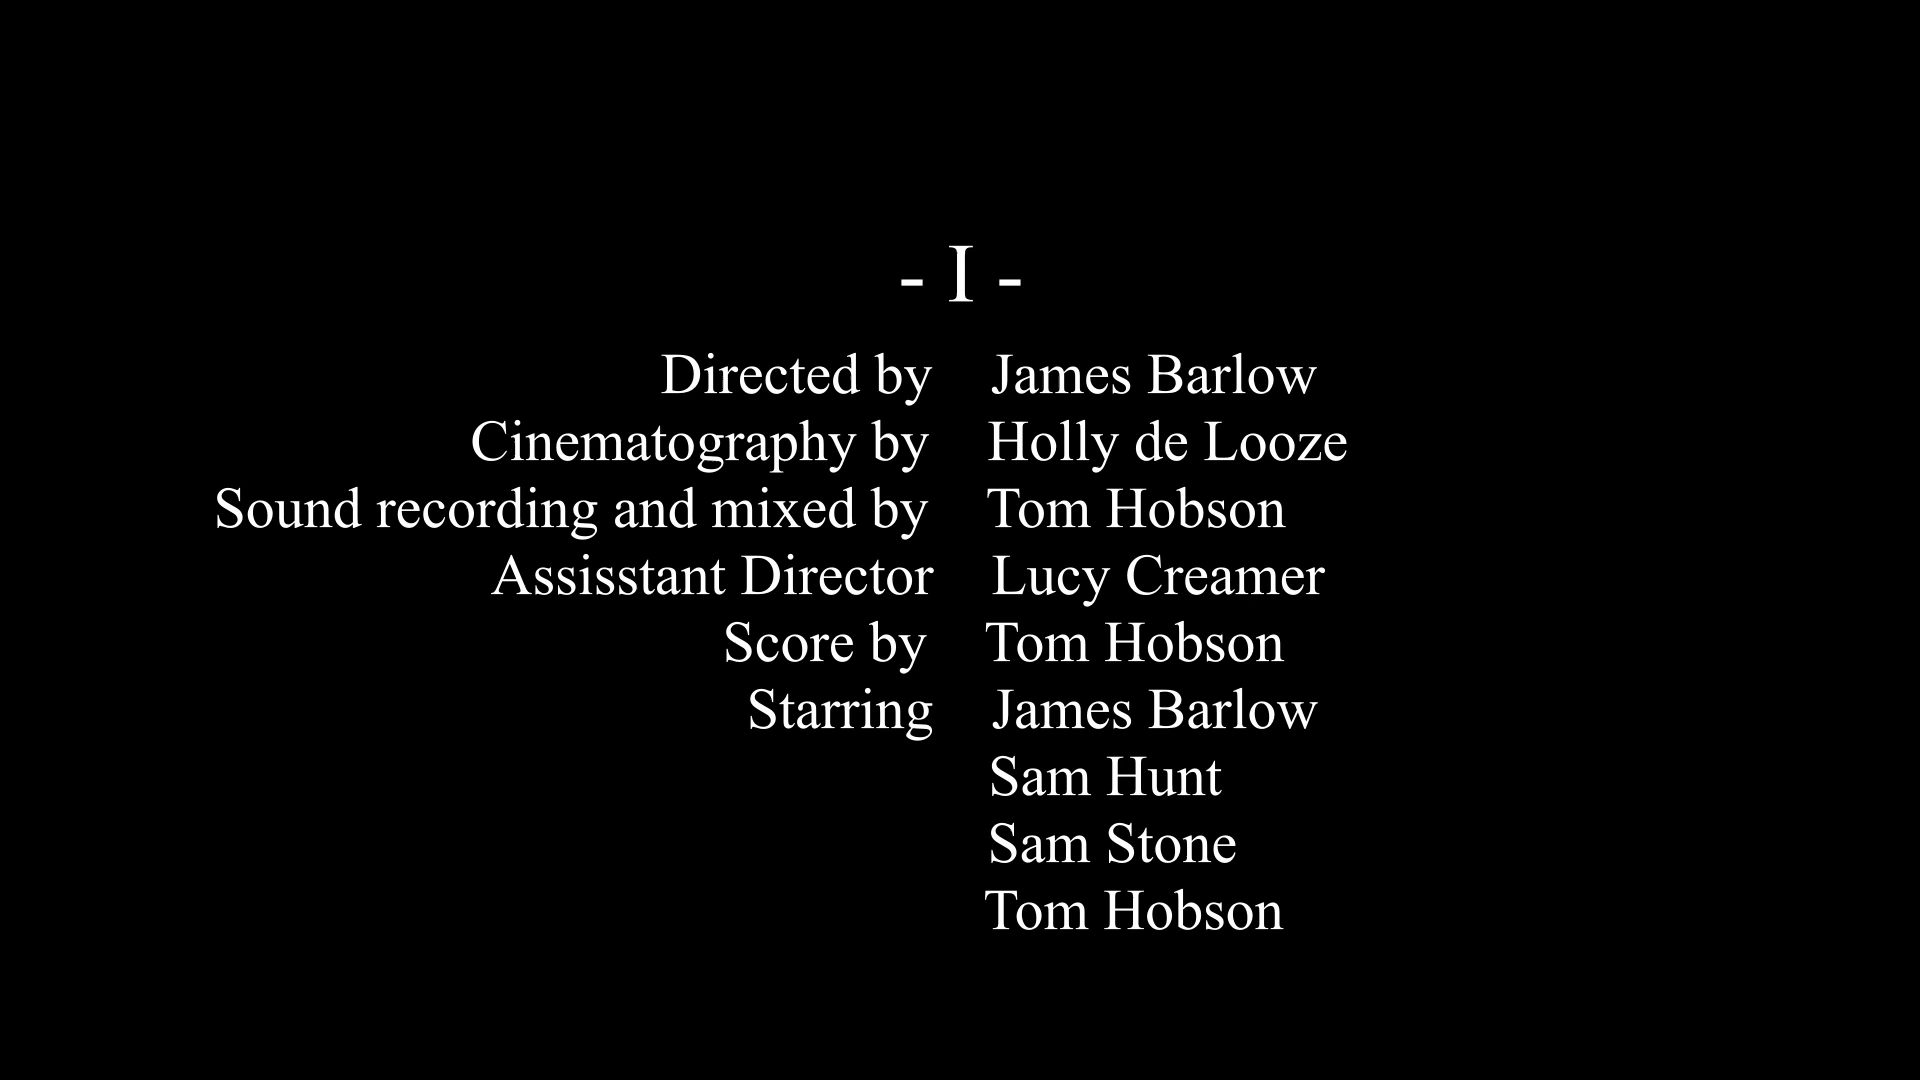 - I -
Directed by James Barlow
Cinematography by Holly de Looze
Sound recording and mixed by Tom Hobson
Assisstant Director Lucy Creamer
Score by Tom Hobson
Starring James Barlow
Sam Hunt
Sam Stone
Tom Hobson